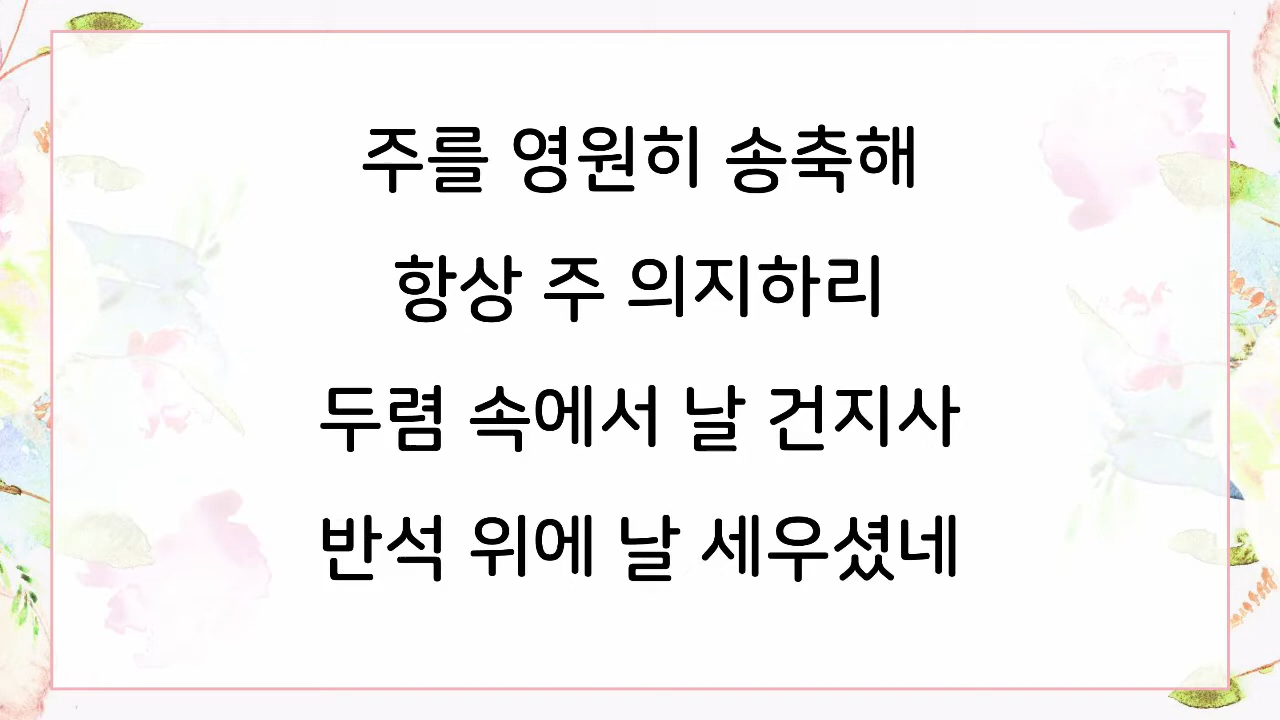 주를 영원히 송축해
항상 주 의지하리
두렴 속에서 날 건지사
반석 위에 날 세우셨네